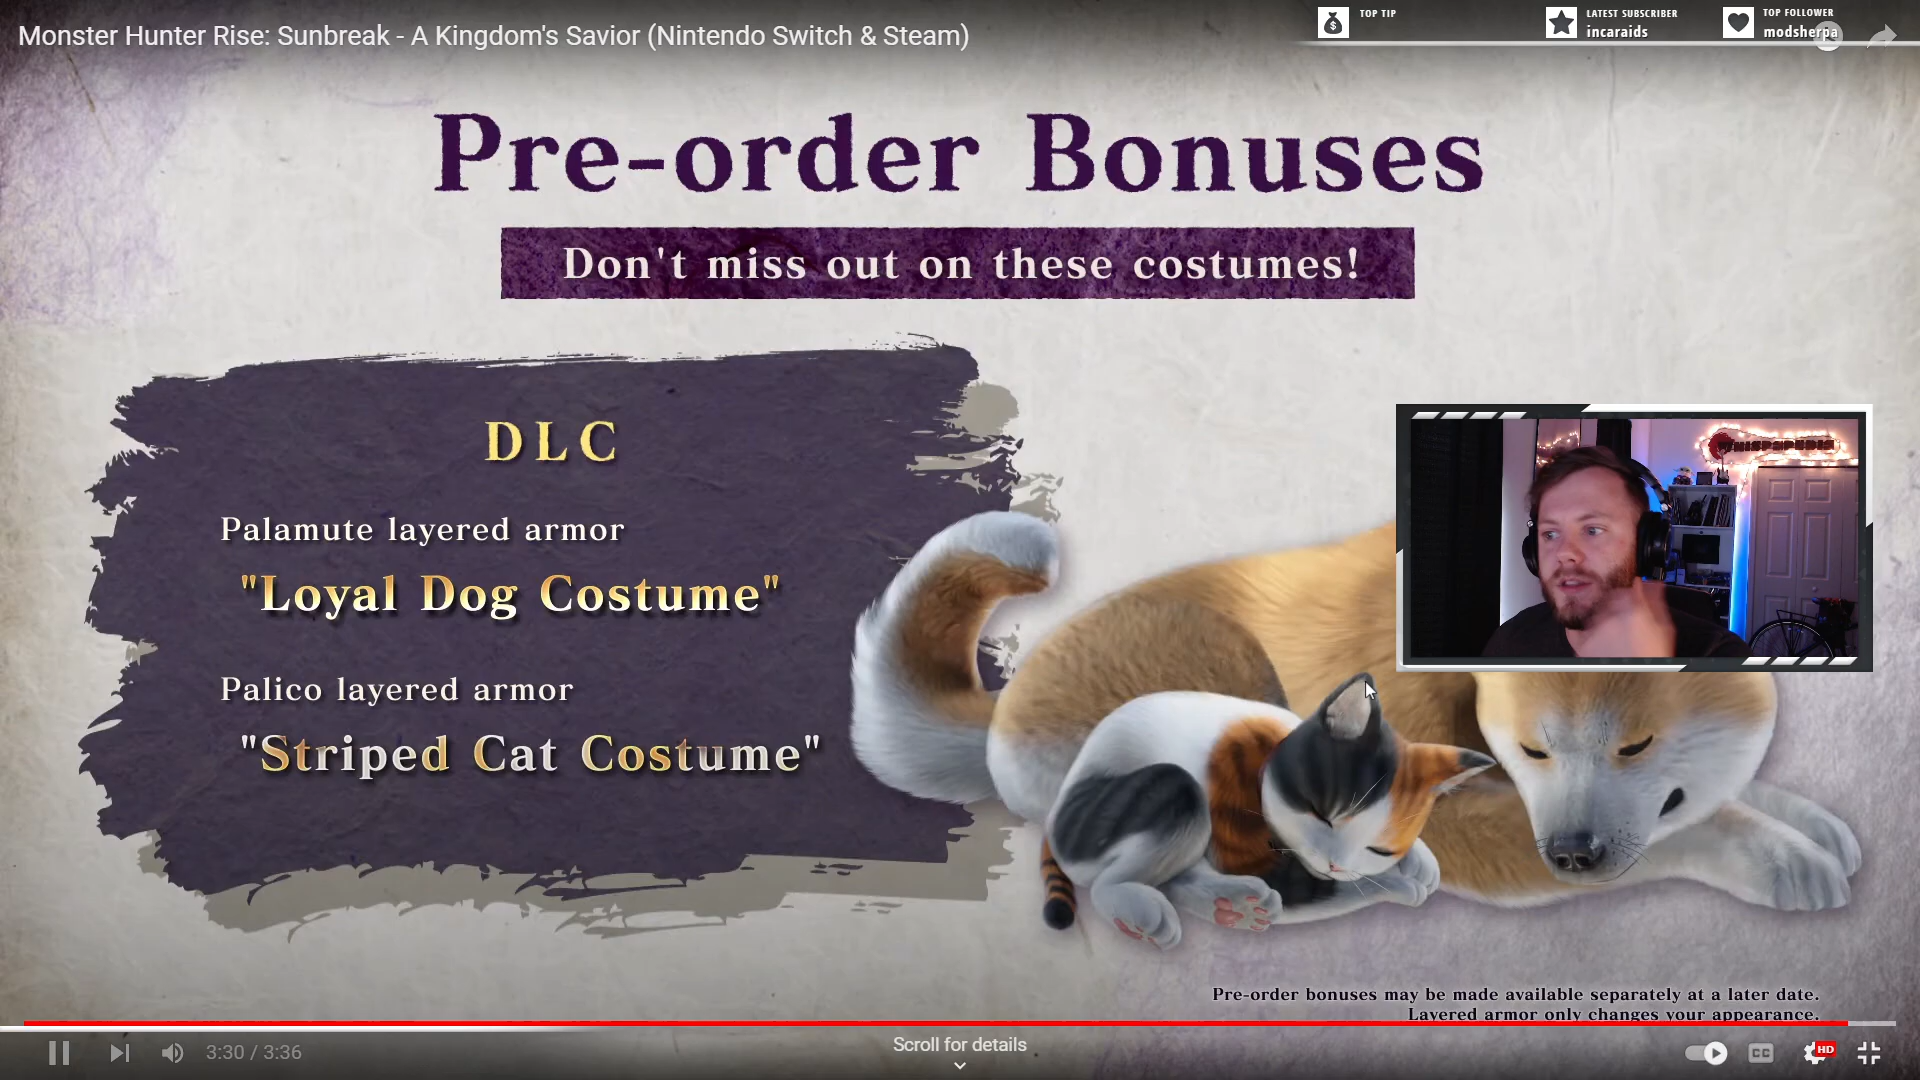 Monster Hunter Rise: Sunbreak - A Kingdom's Savior (Nintendo Switch & Steam)
TOP TIP
LATEST SUBSCRIBER
incaraids
TOP FOLLOWER
modsherpa
Pre-order Bonuses
Don't miss out on these costumes!
DLC
Palamute layered armor
"Loyal Dog Costume"
Palico layered armor
"Striped Cat Costume"
Pre-order bonuses may be made available separately at a later date.
Layered armor only changes your appearance.
3:30 / 3:36
Scroll for details
CC
HD